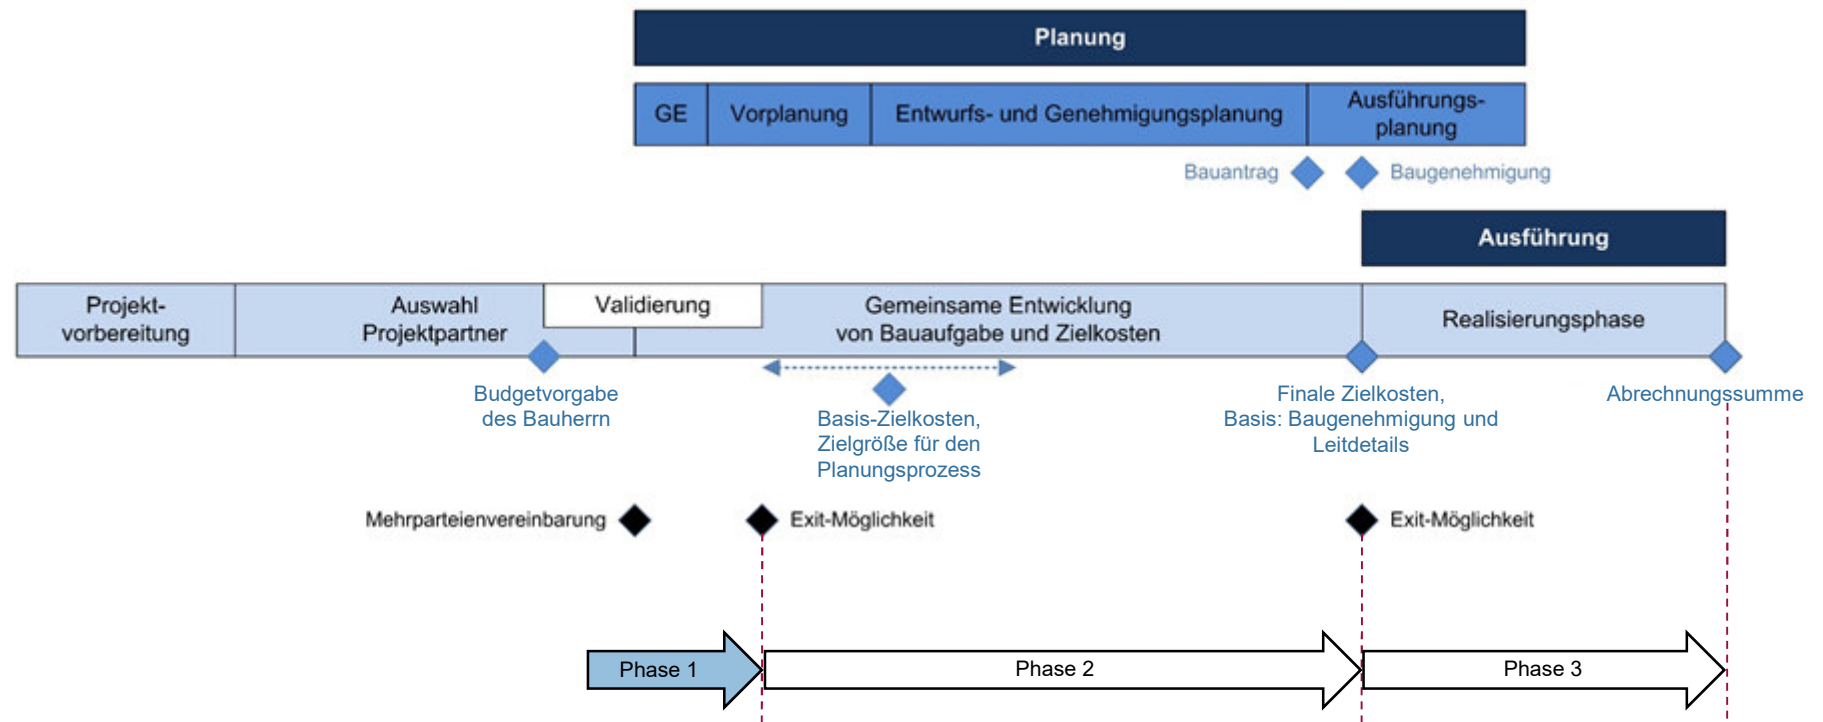 Planung
GE
Vorplanung
Entwurfs- und Genehmigungsplanung
Ausführungs-
planung
Bauantrag
Baugenehmigung
Ausführung
Projekt-
vorbereitung
Auswahl
Projektpartner
Validierung
Gemeinsame Entwicklung
von Bauaufgabe und Zielkosten
Realisierungsphase
Budgetvorgabe
des Bauherrn
Basis-Zielkosten,
Zielgröße für den
Planungsprozess
Finale Zielkosten,
Basis: Baugenehmigung und
Leitdetails
Abrechnungssumme
Mehrparteienvereinbarung
Exit-Möglichkeit
Exit-Möglichkeit
Phase 1
Phase 2
Phase 3